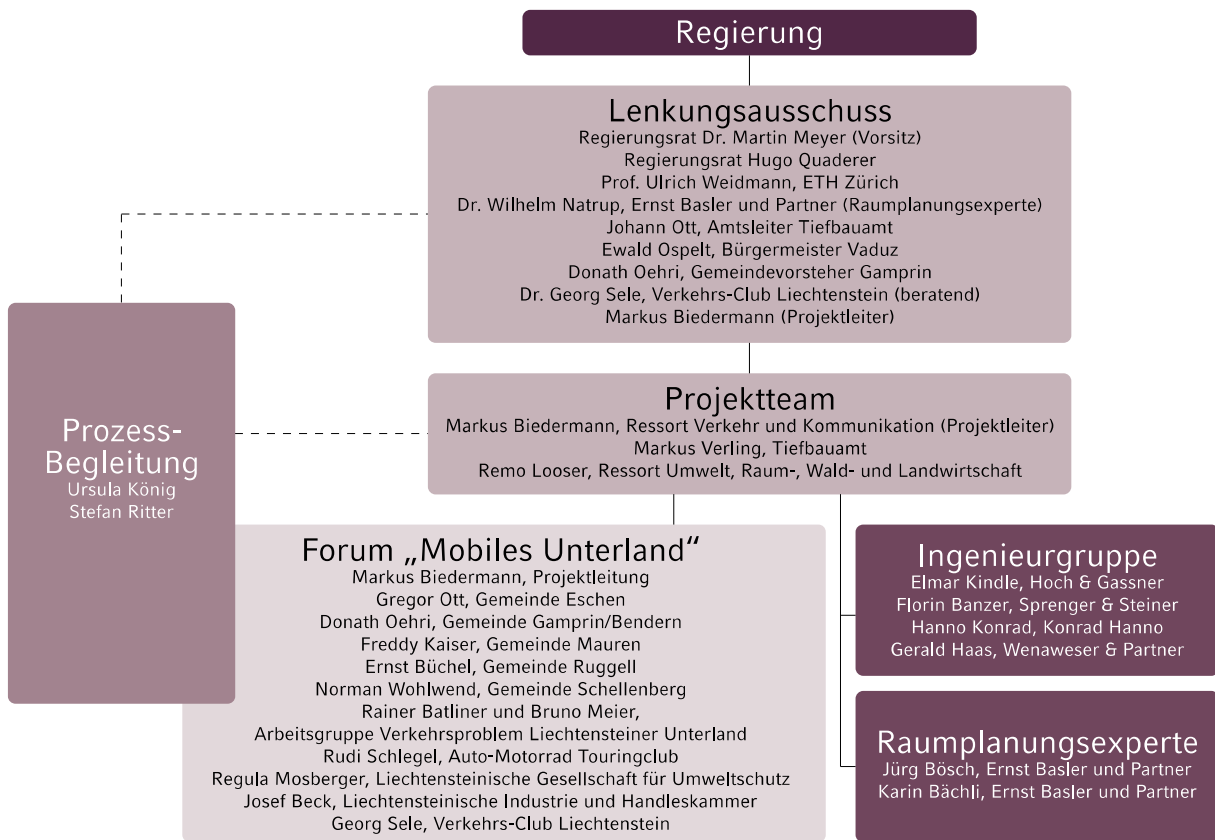 Regierung
Lenkungsausschuss
Regierungsrat Dr. Martin Meyer (Vorsitz)
Regierungsrat Hugo Quaderer
Prof. Ulrich Weidmann, ETH Zürich
Dr. Wilhelm Natrup, Ernst Basler und Partner (Raumplanungsexperte)
Johann Ott, Amtsleiter Tiefbauamt
Ewald Ospelt, Bürgermeister Vaduz
Donath Oehri, Gemeindevorsteher Gamprin
Dr. Georg Sele, Verkehrs-Club Liechtenstein (beratend)
Markus Biedermann (Projektleiter)
Prozess-
Begleitung
Ursula König
Stefan Ritter
Projektteam
Markus Biedermann, Ressort Verkehr und Kommunikation (Projektleiter)
Markus Verling, Tiefbauamt
Remo Looser, Ressort Umwelt, Raum-, Wald- und Landwirtschaft
Forum „Mobiles Unterland“
Markus Biedermann, Projektleitung
Gregor Ott, Gemeinde Eschen
Donath Oehri, Gemeinde Gamprin/Bendern
Freddy Kaiser, Gemeinde Mauren
Ernst Büchel, Gemeinde Ruggell
Norman Wohlwend, Gemeinde Schellenberg
Rainer Batliner und Bruno Meier,
Arbeitsgruppe Verkehrsproblem Liechtensteiner Unterland
Rudi Schlegel, Auto-Motorrad Touringclub
Regula Mosberger, Liechtensteinische Gesellschaft für Umweltschutz
Josef Beck, Liechtensteinische Industrie und Handleskammer
Georg Sele, Verkehrs-Club Liechtenstein
Ingenieurgruppe
Elmar Kindle, Hoch & Gassner
Florin Banzer, Sprenger & Steiner
Hanno Konrad, Konrad Hanno
Gerald Haas, Wenaweser & Partner
Raumplanungsexperte
Jürg Bösch, Ernst Basler und Partner
Karin Bächli, Ernst Basler und Partner